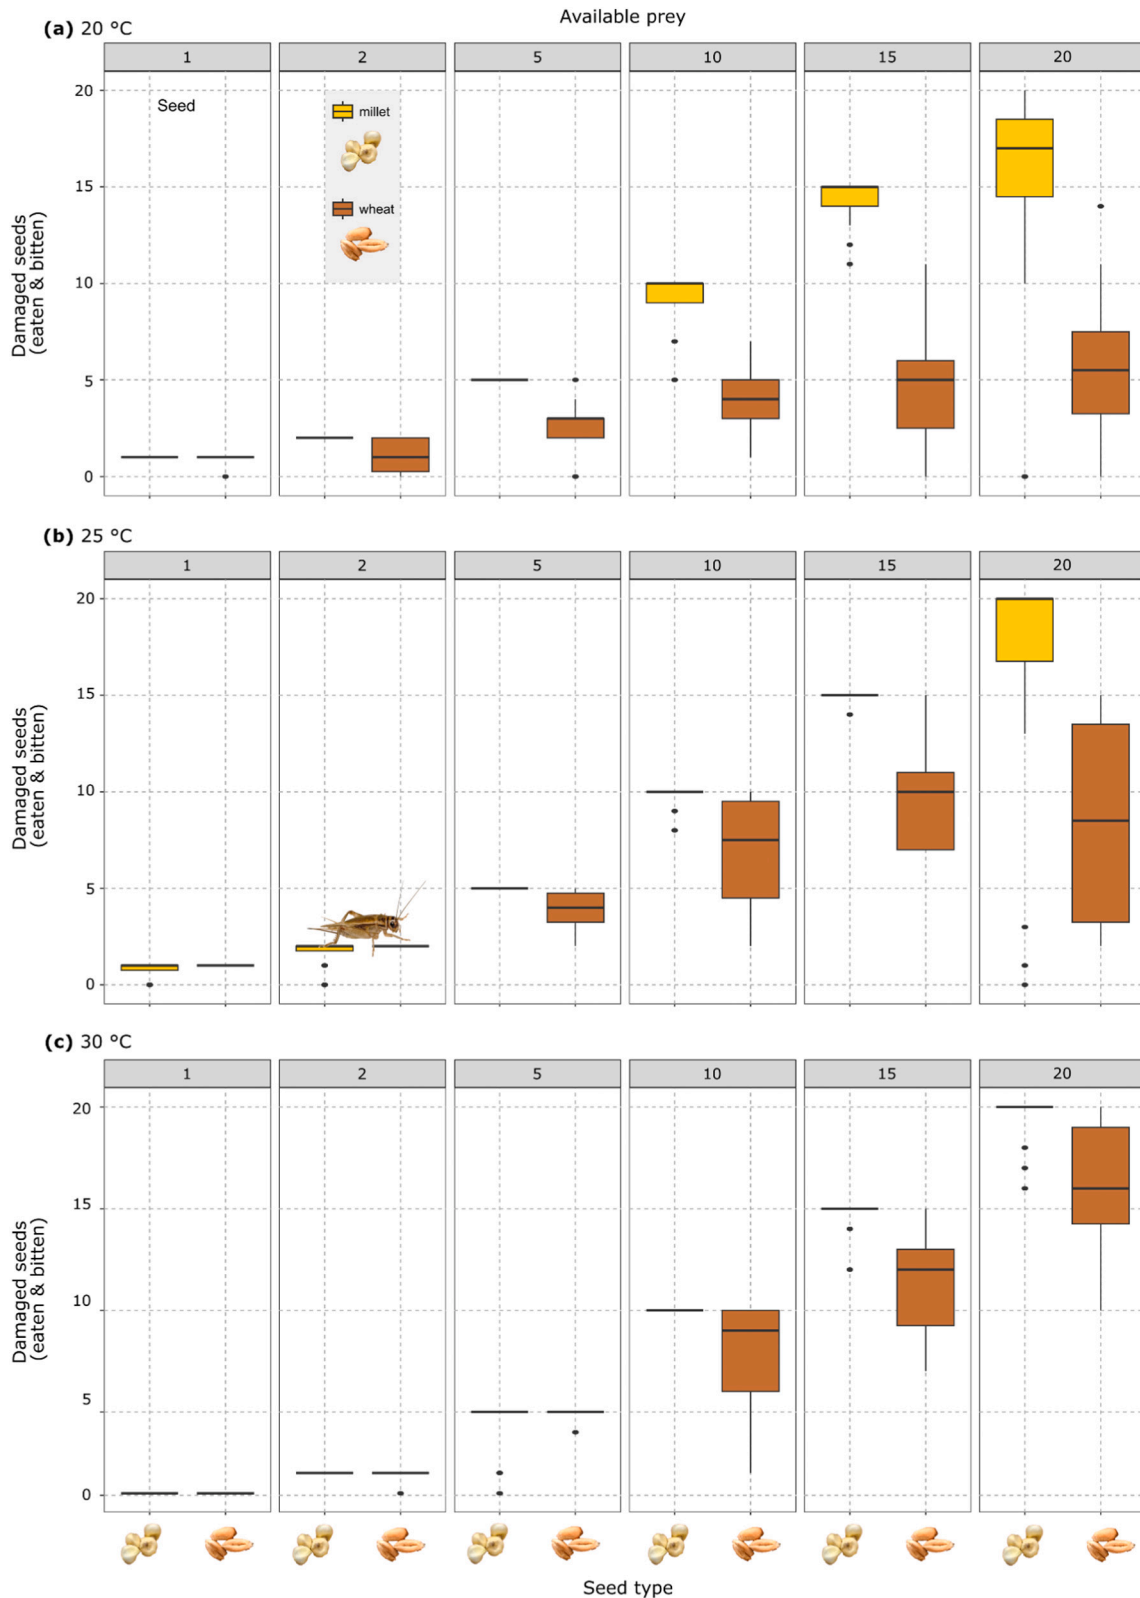 Available prey
(a) 20 °C
1 2 5 10 15 20
Seed
millet
wheat
20
15
10
5
0
Damaged seeds
(eaten & bitten)
(b) 25 °C
1 2 5 10 15 20
20
15
10
5
0
Damaged seeds
(eaten & bitten)
(c) 30 °C
1 2 5 10 15 20
20
15
10
5
0
Damaged seeds
(eaten & bitten)
Seed type